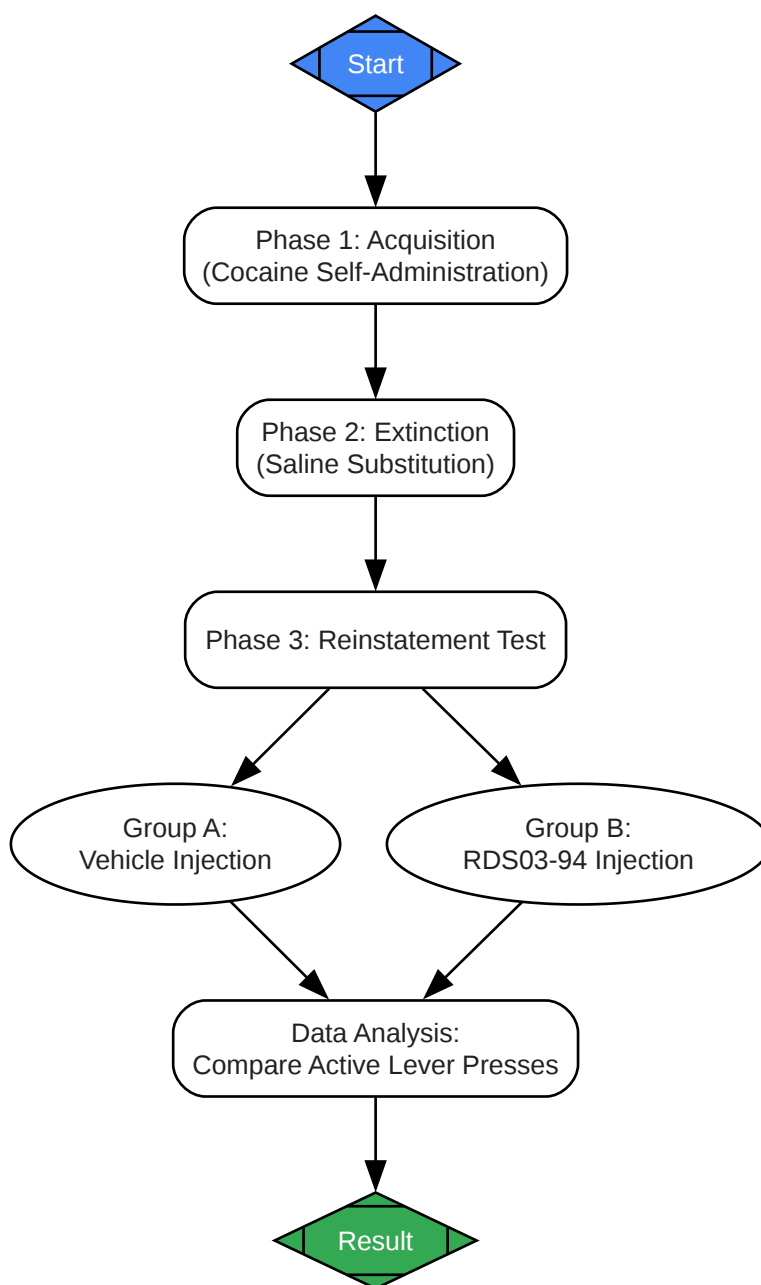 Start
Phase 1: Acquisition
(Cocaine Self-Administration)
Phase 2: Extinction
(Saline Substitution)
Phase 3: Reinstatement Test
Group A:
Vehicle Injection
Group B:
RDS03-94 Injection
Data Analysis:
Compare Active Lever Presses
Result